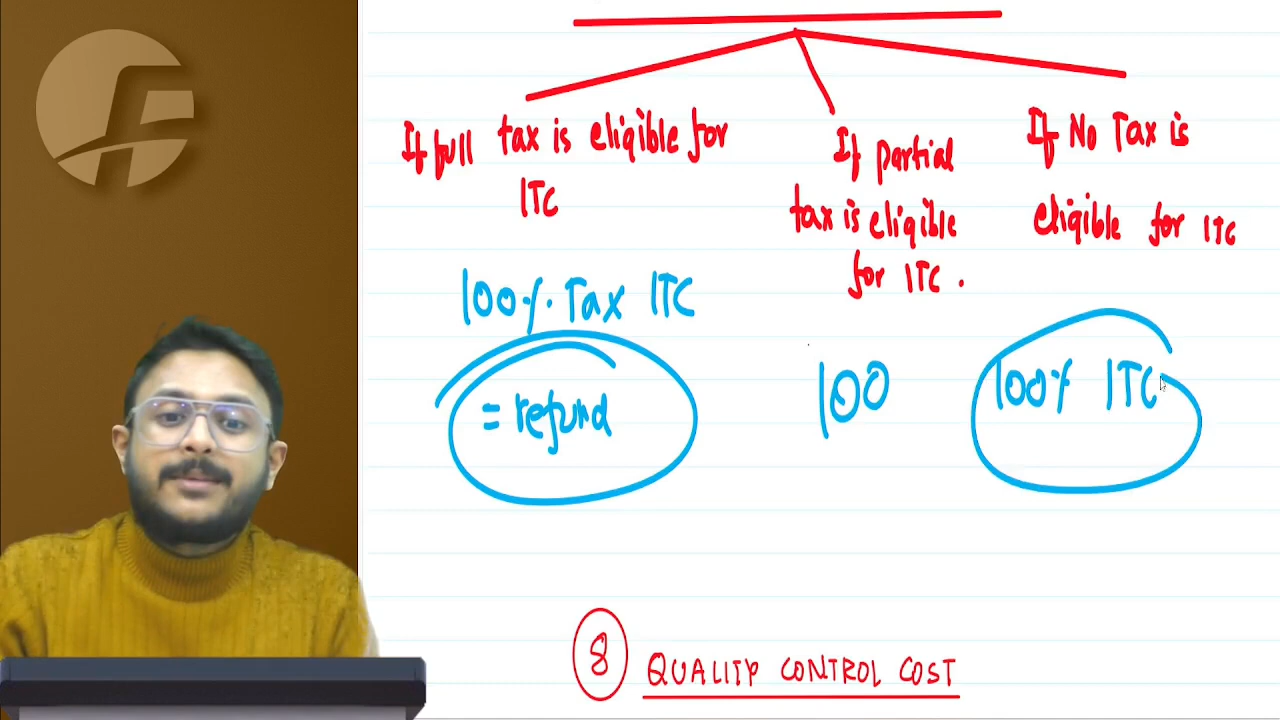 If full tax is eligible for
ITC
If partial
tax is eligible
for ITC.
If No Tax is
eligible for ITC
100% Tax ITC
= refund
100
100% ITC
8 QUALITY CONTROL COST